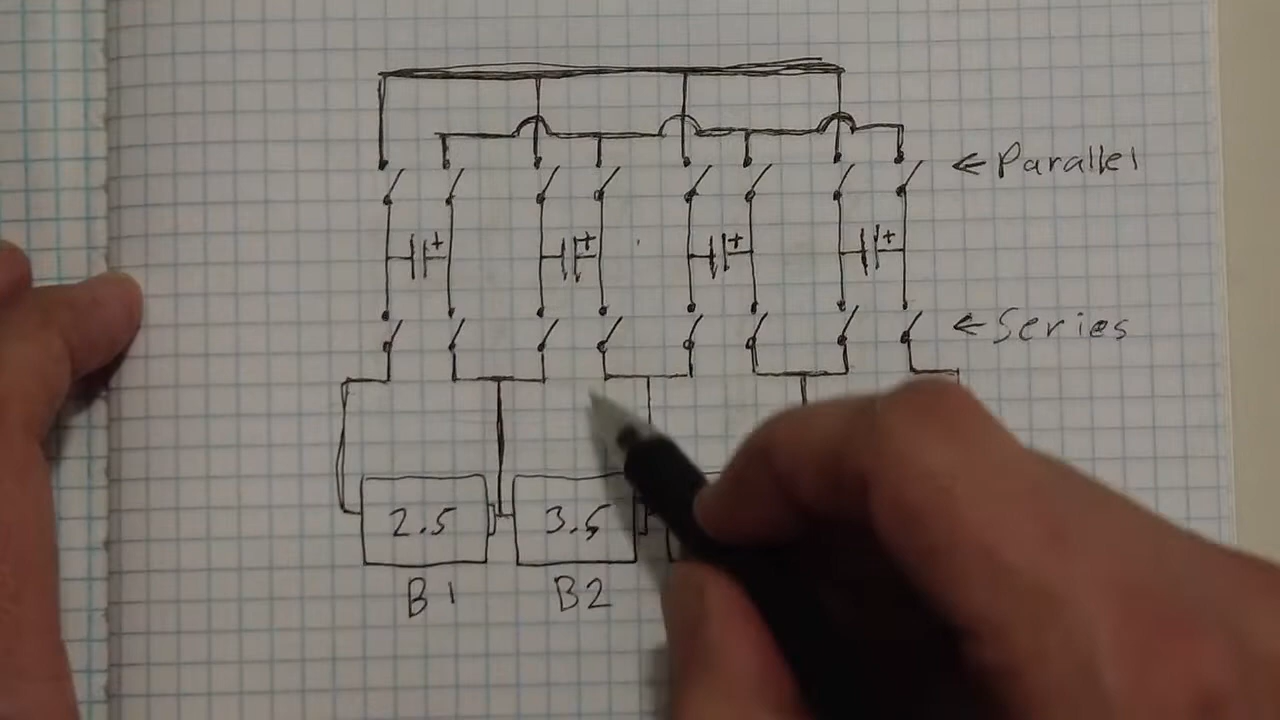 ← Parallel
+ + + +
← Series
2.5 3.5
B1 B2